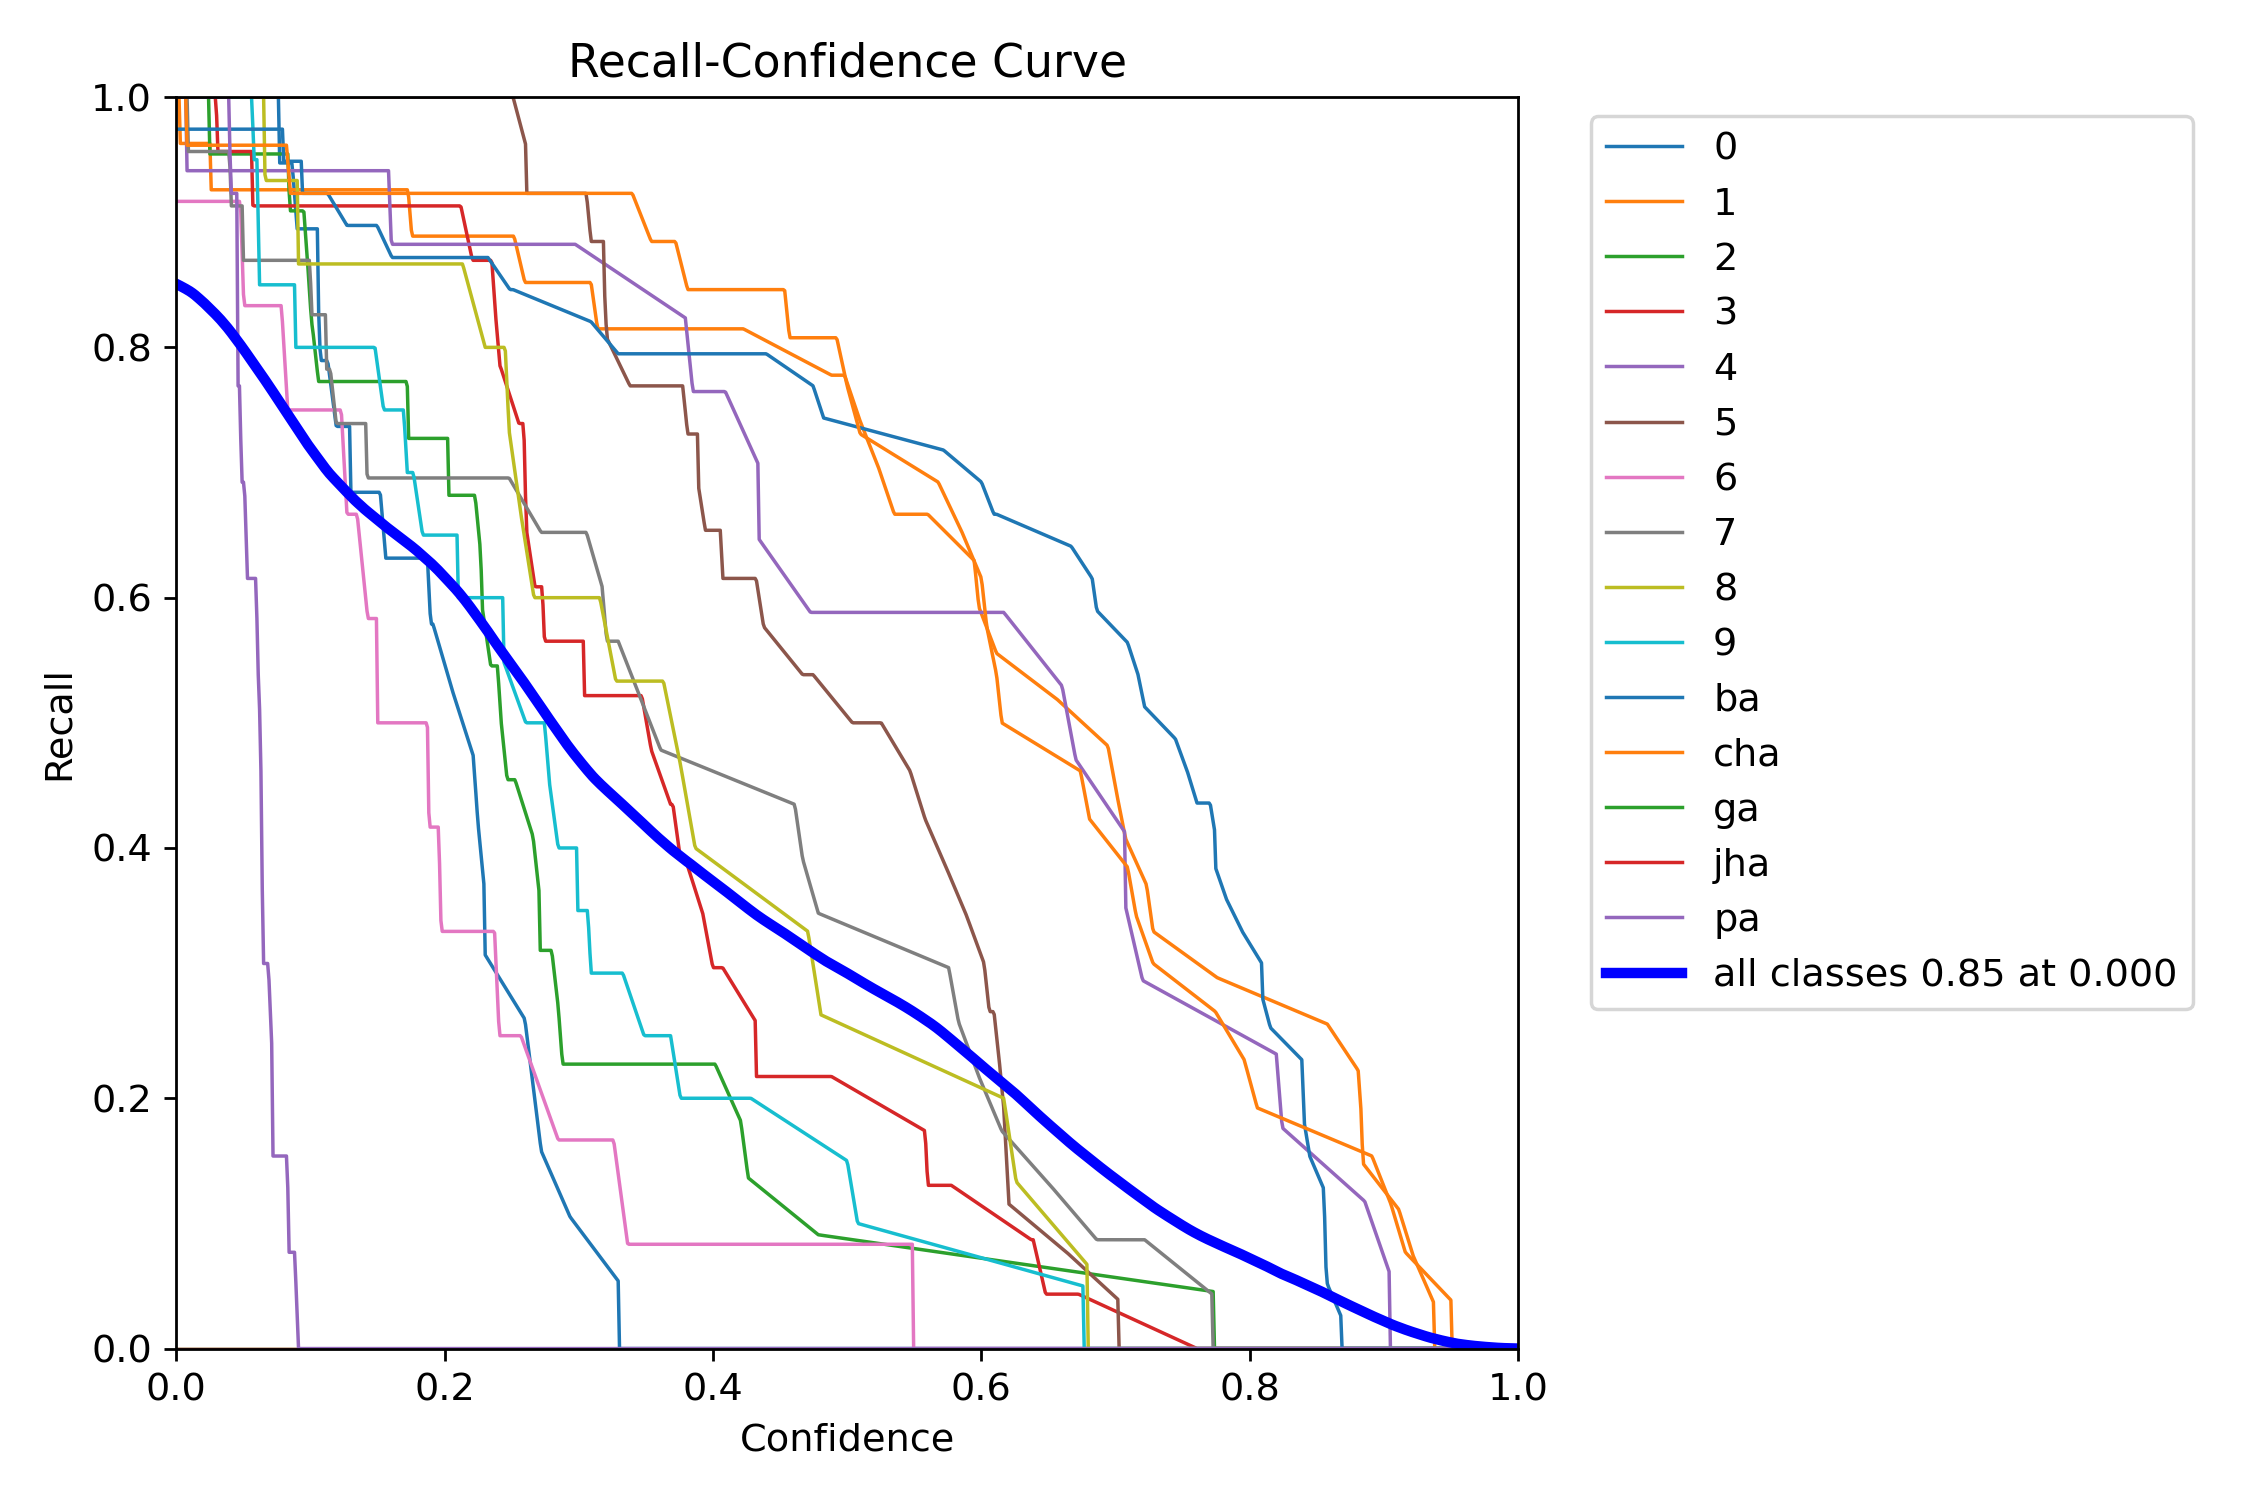 Recall-Confidence Curve
1.0
0.8
0.6
0.4
0.2
0.0
Recall
0.0 0.2 0.4 0.6 0.8 1.0
Confidence
0
1
2
3
4
5
6
7
8
9
ba
cha
ga
jha
pa
all classes 0.85 at 0.000